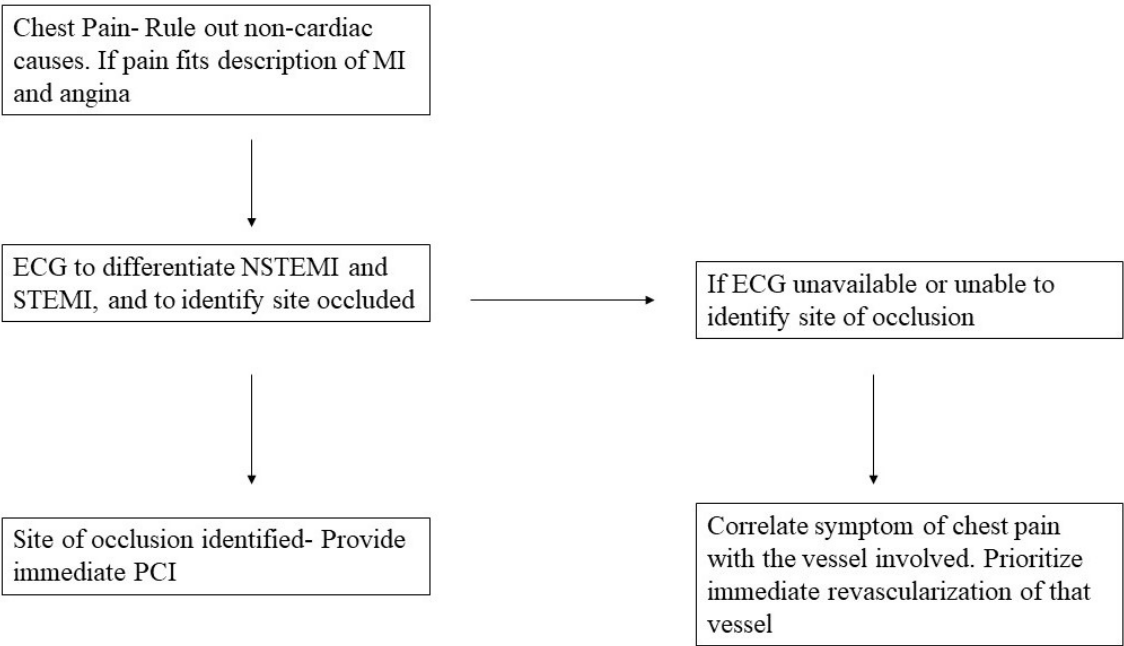 Chest Pain- Rule out non-cardiac
causes. If pain fits description of MI
and angina
ECG to differentiate NSTEMI and
STEMI, and to identify site occluded
If ECG unavailable or unable to
identify site of occlusion
Site of occlusion identified- Provide
immediate PCI
Correlate symptom of chest pain
with the vessel involved. Prioritize
immediate revascularization of that
vessel